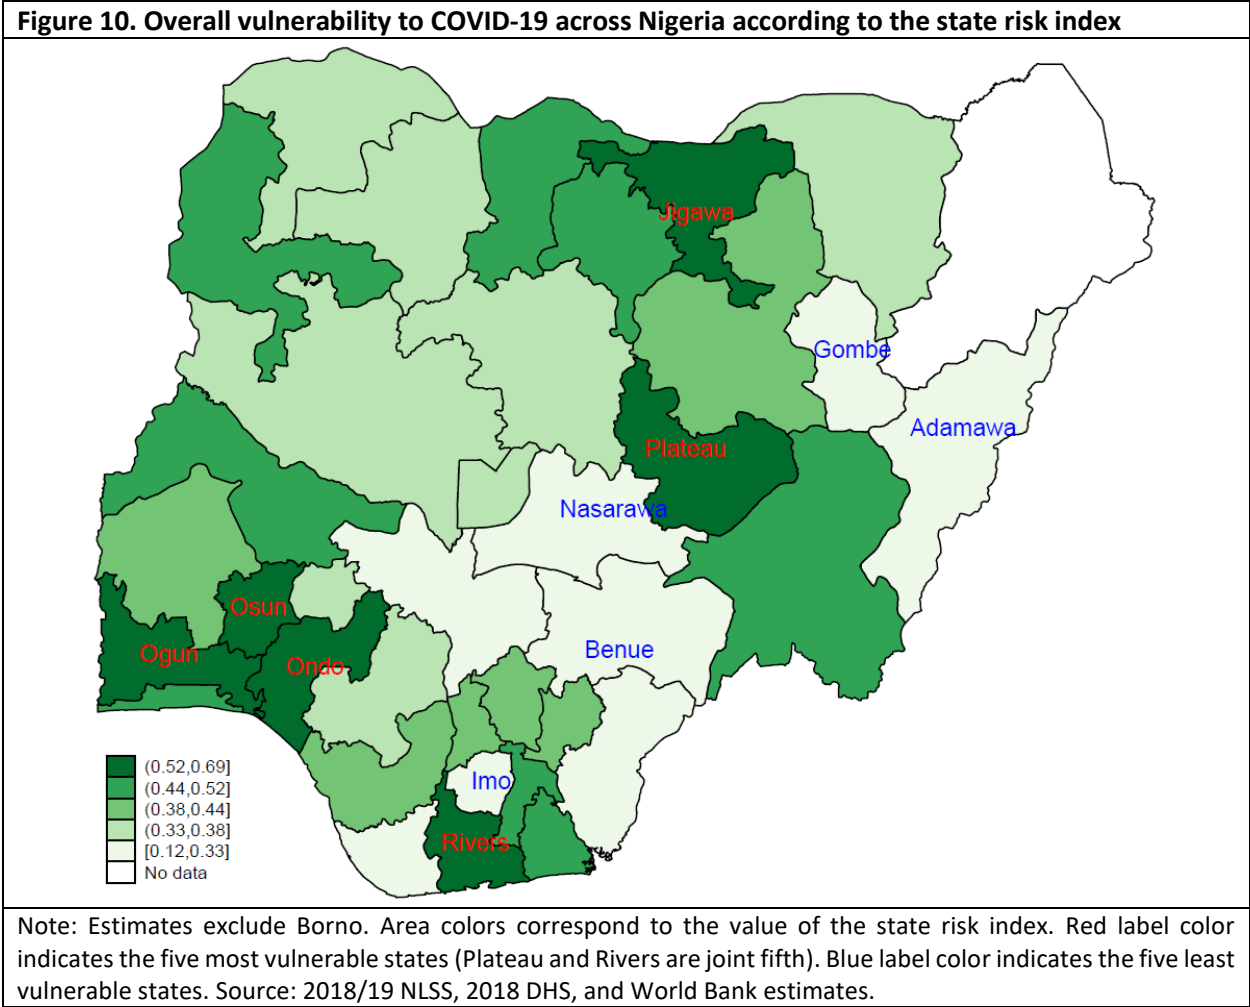 Figure 10. Overall vulnerability to COVID-19 across Nigeria according to the state risk index
Jigawa
Gombe
Adamawa
Plateau
Nasarawa
Osun
Ogun
Ondo
Benue
Imo
Rivers
(0.52,0.69]
(0.44,0.52]
(0.38,0.44]
(0.33,0.38]
[0.12,0.33]
No data
Note: Estimates exclude Borno. Area colors correspond to the value of the state risk index. Red label color
indicates the five most vulnerable states (Plateau and Rivers are joint fifth). Blue label color indicates the five least
vulnerable states. Source: 2018/19 NLSS, 2018 DHS, and World Bank estimates.